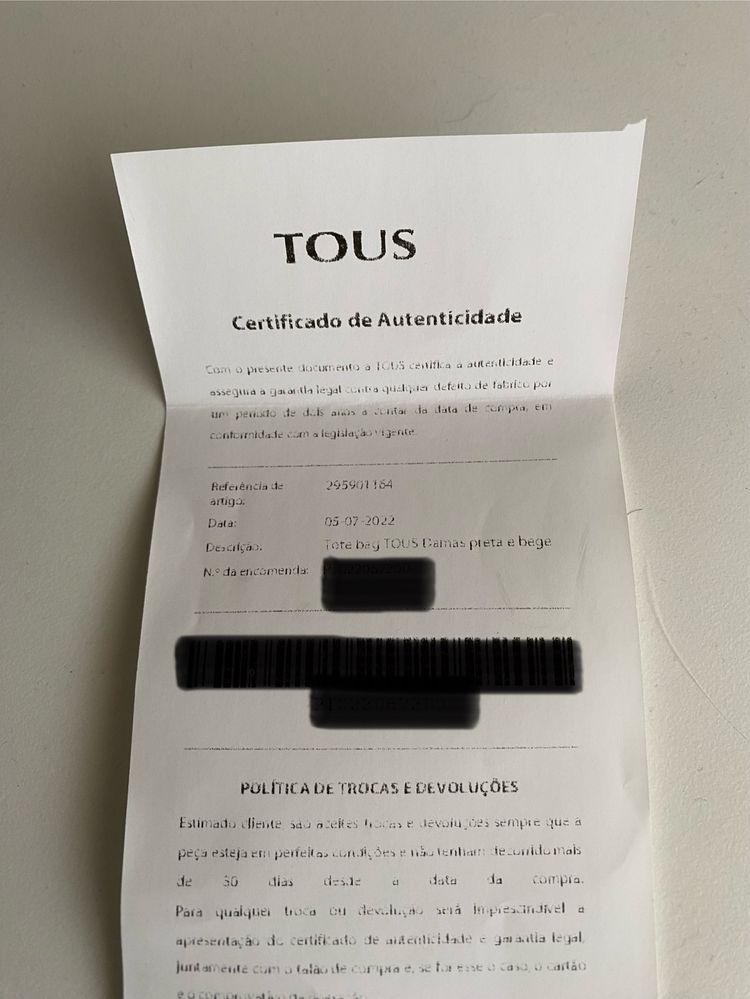 TOUS
Certificado de Autenticidade
Com o presente documento a TOUS certifica a autenticidade e
assegura a garantia legal contra qualquer defeito de fabrico por
um período de dois anos a contar da data de compra, em
conformidade com a legislação vigente.
Referência de artigo: 295901164
Data: 05-07-2022
Descrição: Tote bag TOUS Damas preta e bege
N.º da encomenda:
POLÍTICA DE TROCAS E DEVOLUÇÕES
Estimado cliente, são aceites trocas e devoluções sempre que a
peça esteja em perfeitas condições e não tenham decorrido mais
de 30 dias desde a data da compra.
Para qualquer troca ou devolução será imprescindível a
apresentação do certificado de autenticidade e garantia legal,
juntamente com o talão de compra e, se for esse o caso, o cartão
e o comprovativo